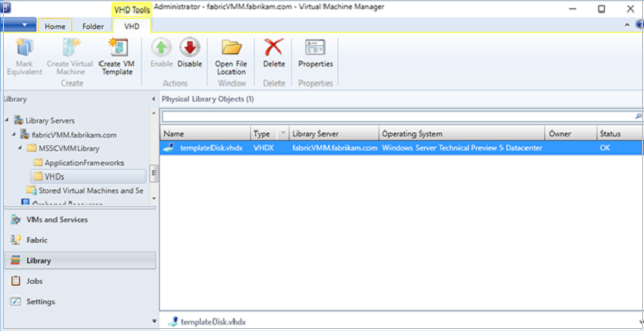 VHD Tools Administrator - fabricVMM.fabrikam.com - Virtual Machine Manager
Home Folder VHD
Mark Equivalent
Create Virtual Machine
Create VM Template
Enable Disable
Open File Location
Delete
Properties
Create Actions Window Delete Properties
Library
Library Servers
fabricVMM.fabrikam.com
MSSCVMMLibrary
ApplicationFrameworks
VHDs
Stored Virtual Machines and Se
VMs and Services
Fabric
Library
Jobs
Settings
Physical Library Objects (1)
Name Type Library Server Operating System Owner Status
templateDisk.vhdx VHDX fabricVMM.fabrikam.com Windows Server Technical Preview 5 Datacenter OK
templateDisk.vhdx